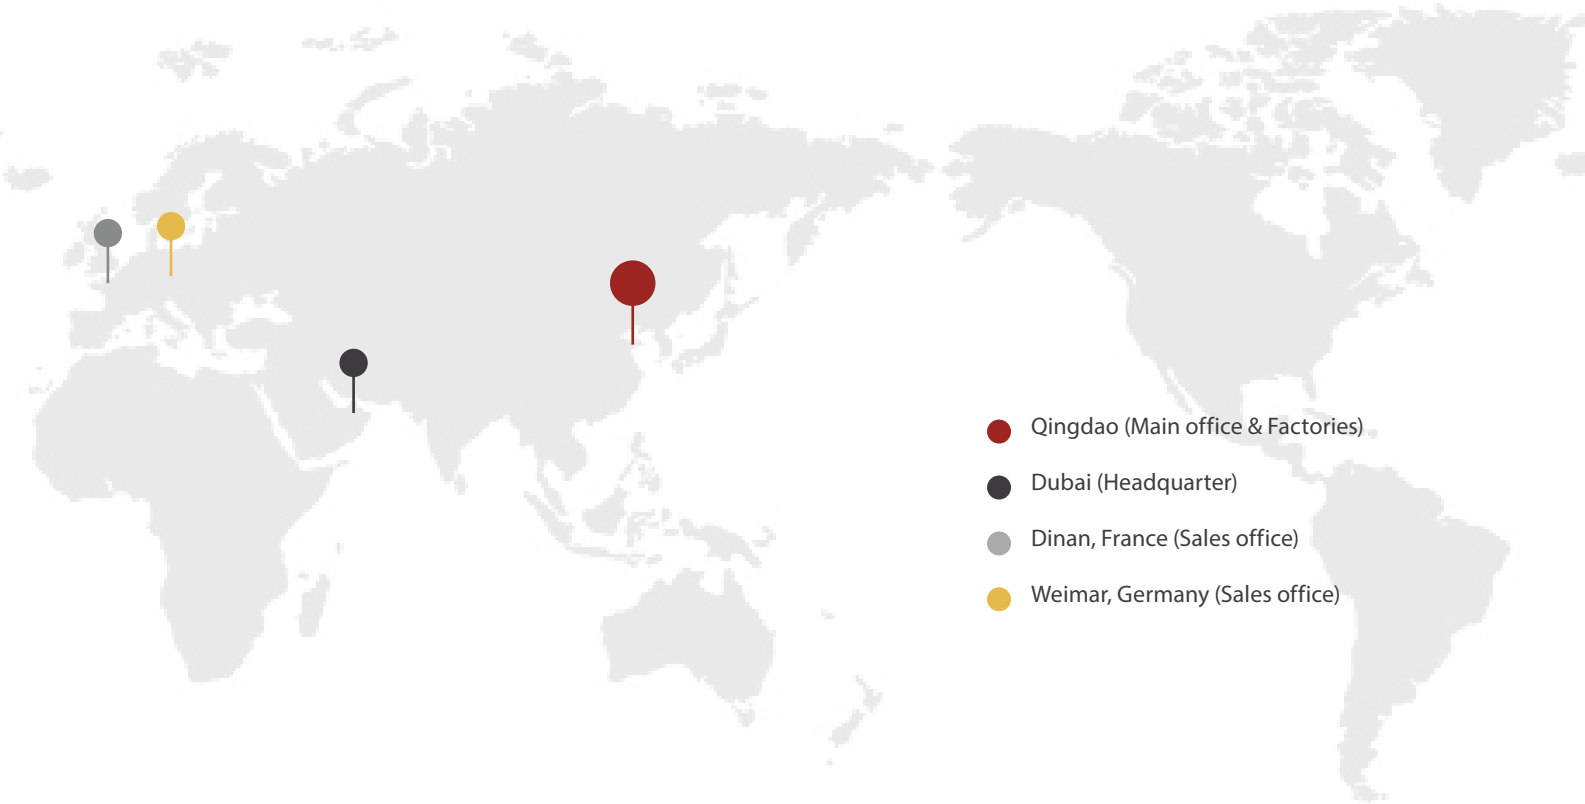 Qingdao (Main office & Factories)
Dubai (Headquarter)
Dinan, France (Sales office)
Weimar, Germany (Sales office)